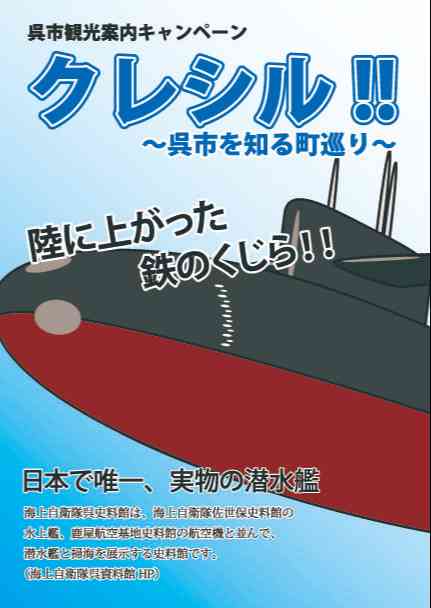 呉市観光案内キャンペーン
クレシル!!
～呉市を知る町巡り～
陸に上がった
鉄のくじら!!
日本で唯一、実物の潜水艦
海上自衛隊呉史料館は、海上自衛隊佐世保史料館の
水上艦、鹿屋航空基地史料館の航空機と並んで、
潜水艦と掃海を展示する史料館です。
（海上自衛隊呉資料館 HP）